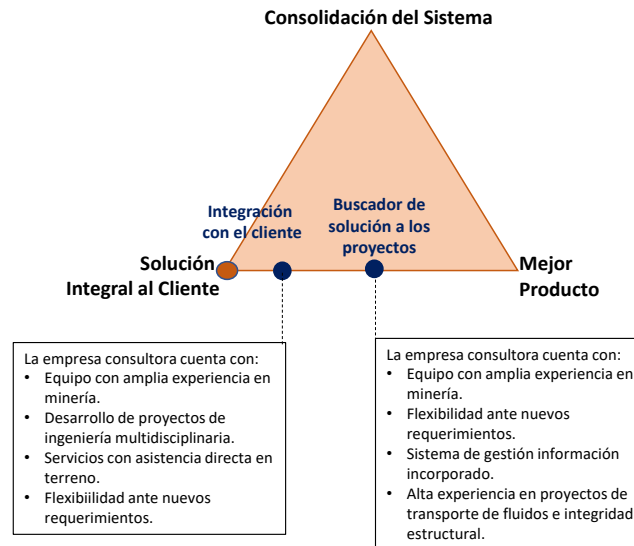 Consolidación del Sistema
Integración
con el cliente
Buscador de
solución a los
proyectos
Solución
Integral al Cliente
Mejor
Producto
La empresa consultora cuenta con:
• Equipo con amplia experiencia en
minería.
• Desarrollo de proyectos de
ingeniería multidisciplinaria.
• Servicios con asistencia directa en
terreno.
• Flexibiilidad ante nuevos
requerimientos.
La empresa consultora cuenta con:
• Equipo con amplia experiencia en
minería.
• Flexibilidad ante nuevos
requerimientos.
• Sistema de gestión información
incorporado.
• Alta experiencia en proyectos de
transporte de fluidos e integridad
estructural.